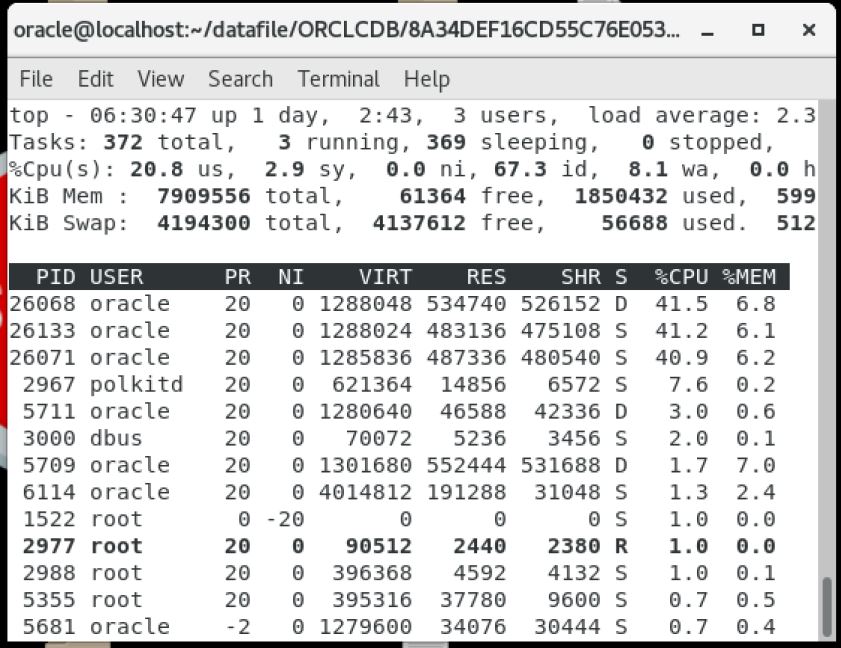 oracle@localhost:~/datafile/ORCLCDB/8A34DEF16CD55C76E053...
File Edit View Search Terminal Help
top - 06:30:47 up 1 day,  2:43,  3 users,  load average: 2.3
Tasks: 372 total,   3 running, 369 sleeping,   0 stopped,
%Cpu(s): 20.8 us,  2.9 sy,  0.0 ni, 67.3 id,  8.1 wa,  0.0 h
KiB Mem :  7909556 total,    61364 free,  1850432 used,  599
KiB Swap:  4194300 total,  4137612 free,    56688 used.  512
PID USER      PR  NI    VIRT    RES    SHR S  %CPU %MEM
26068 oracle    20   0 1288048 534740 526152 D  41.5  6.8
26133 oracle    20   0 1288024 483136 475108 S  41.2  6.1
26071 oracle    20   0 1285836 487336 480540 S  40.9  6.2
2967 polkitd   20   0  621364  14856   6572 S   7.6  0.2
5711 oracle    20   0 1280640  46588  42336 D   3.0  0.6
3000 dbus      20   0   70072   5236   3456 S   2.0  0.1
5709 oracle    20   0 1301680 552444 531688 D   1.7  7.0
6114 oracle    20   0 4014812 191288  31048 S   1.3  2.4
1522 root       0 -20       0      0      0 S   1.0  0.0
2977 root      20   0   90512   2440   2380 R   1.0  0.0
2988 root      20   0  396368   4592   4132 S   1.0  0.1
5355 root      20   0  395316  37780   9600 S   0.7  0.5
5681 oracle    -2   0 1279600  34076  30444 S   0.7  0.4